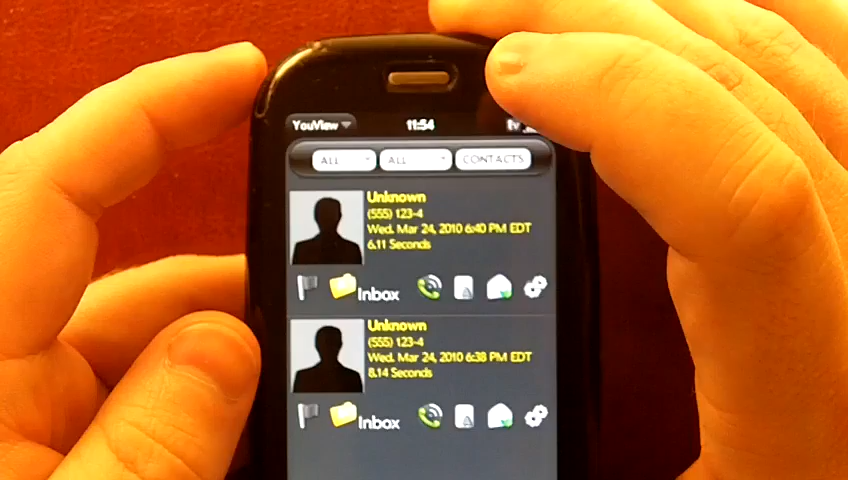 YouView 11:54 Ev
ALL ALL CONTACTS
Unknown
(555) 123-4
Wed. Mar 24, 2010 6:40 PM EDT
6.11 Seconds
Inbox
Unknown
(555) 123-4
Wed. Mar 24, 2010 6:38 PM EDT
8.14 Seconds
Inbox